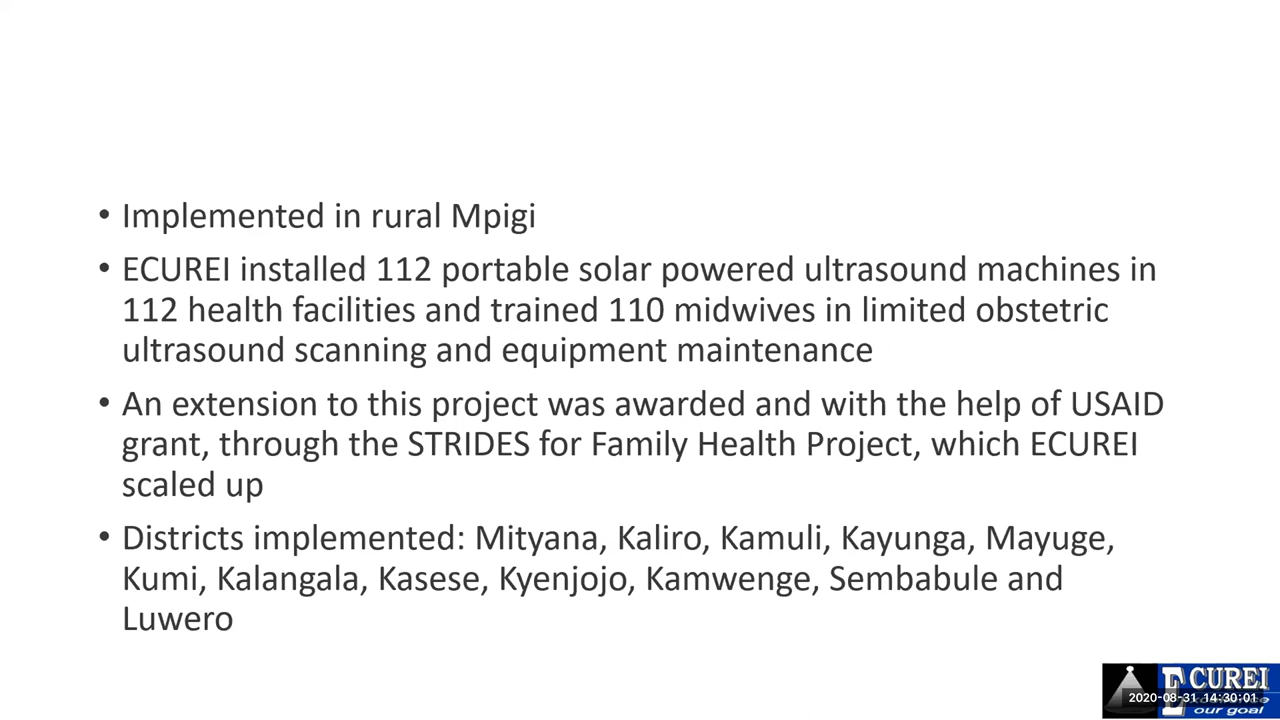 • Implemented in rural Mpigi
• ECUREI installed 112 portable solar powered ultrasound machines in
112 health facilities and trained 110 midwives in limited obstetric
ultrasound scanning and equipment maintenance
• An extension to this project was awarded and with the help of USAID
grant, through the STRIDES for Family Health Project, which ECUREI
scaled up
• Districts implemented: Mityana, Kaliro, Kamuli, Kayunga, Mayuge,
Kumi, Kalangala, Kasese, Kyenjojo, Kamwenge, Sembabule and
Luwero
ECUREI
2020-08-31 14:30:01
our goal